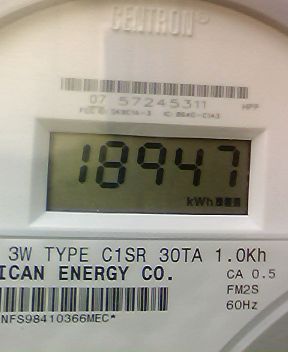 CENTRON®
07 57245311
HPP
18947
kWh
3W TYPE C1SR 30TA 1.0Kh
ICAN ENERGY CO.
CA 0.5
FM2S
60Hz
NFS98410366MEC*